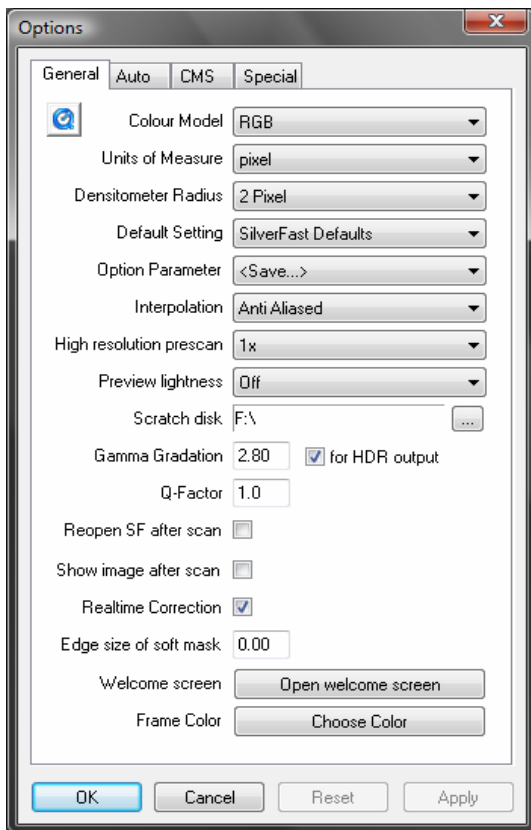 Options
General Auto CMS Special
Colour Model RGB
Units of Measure pixel
Densitometer Radius 2 Pixel
Default Setting SilverFast Defaults
Option Parameter <Save...>
Interpolation Anti Aliased
High resolution prescan 1x
Preview lightness Off
Scratch disk F:\ ...
Gamma Gradation 2.80 for HDR output
Q-Factor 1.0
Reopen SF after scan
Show image after scan
Realtime Correction
Edge size of soft mask 0.00
Welcome screen Open welcome screen
Frame Color Choose Color
OK Cancel Reset Apply